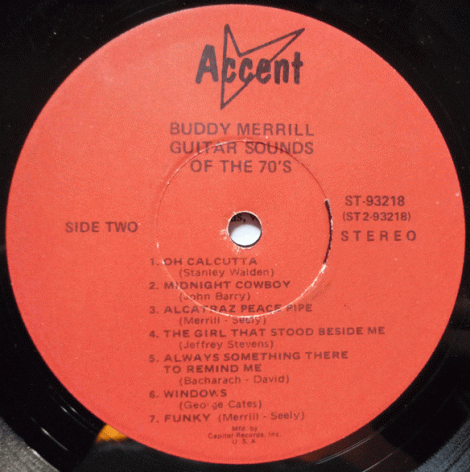 Accent
BUDDY MERRILL
GUITAR SOUNDS
OF THE 70'S
ST-93218
(ST 2-93218)
STEREO
SIDE TWO
1. OH CALCUTTA
(Stanley Walden)
2. MIDNIGHT COWBOY
(John Barry)
3. ALCATRAZ PEACE PIPE
(Merrill - Seely)
4. THE GIRL THAT STOOD BESIDE ME
(Jeffrey Stevens)
5. ALWAYS SOMETHING THERE
TO REMIND ME
(Bacharach - David)
6. WINDOWS
(George Cates)
7. FUNKY (Merrill - Seely)
Mfd. by
Capitol Records, Inc.
U. S. A.